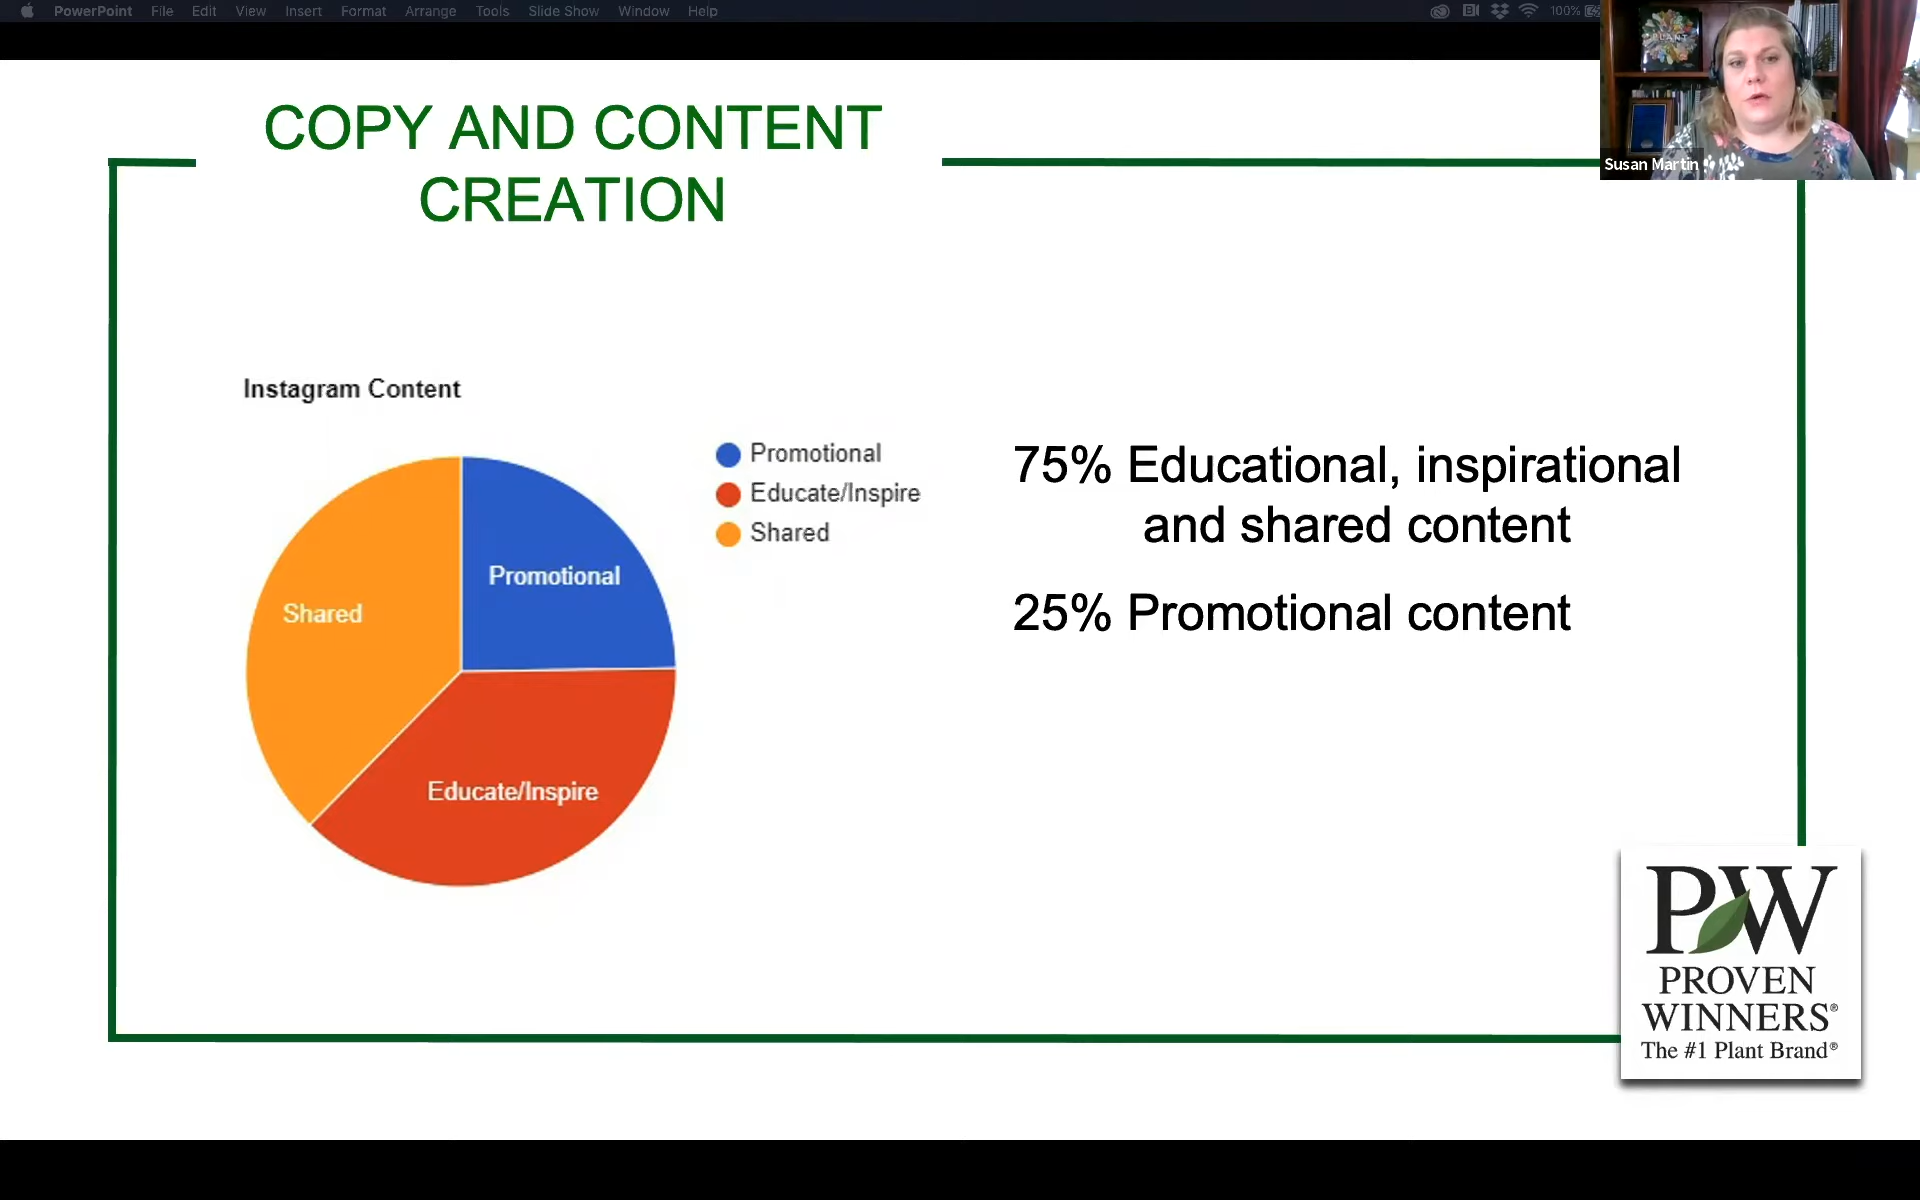 PowerPoint File Edit View Insert Format Arrange Tools Slide Show Window Help
100%
PLANT
Susan Martin
COPY AND CONTENT
CREATION
Instagram Content
Promotional
Educate/Inspire
Shared
Promotional
Shared
Educate/Inspire
75% Educational, inspirational
and shared content
25% Promotional content
PW
PROVEN
WINNERS®
The #1 Plant Brand®